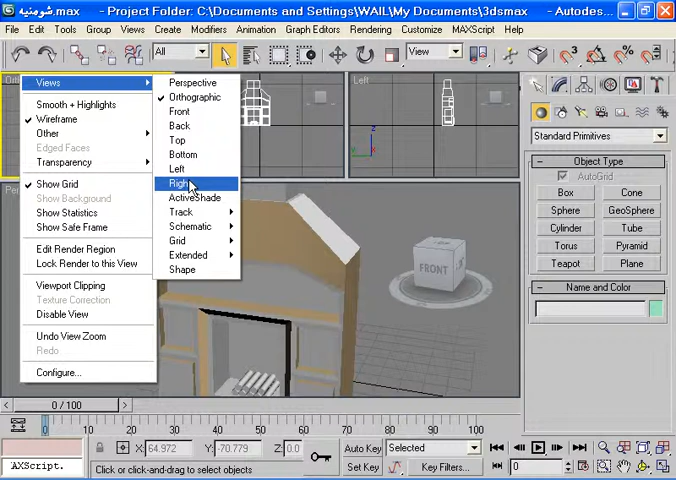 شومنيه.max - Project Folder: C:\Documents and Settings\WAIL\My Documents\3dsmax - Autodes...
File Edit Tools Group Views Create Modifiers Animation Graph Editors Rendering Customize MAXScript Help
All View
Views
Smooth + Highlights
Wireframe
Other
Edged Faces
Transparency
Show Grid
Show Background
Show Statistics
Show Safe Frame
Edit Render Region
Lock Render to this View
Viewport Clipping
Texture Correction
Disable View
Undo View Zoom
Redo
Configure...
Perspective
Orthographic
Front
Back
Top
Bottom
Left
Righ
ActiveShade
Track
Schematic
Grid
Extended
Shape
Left
z
y x
FRONT
Standard Primitives
Object Type
AutoGrid
Box Cone
Sphere GeoSphere
Cylinder Tube
Torus Pyramid
Teapot Plane
Name and Color
0 / 100
0 10 20 30 40 50 60 70 80 90 100
AXScript.
X: 64.972 Y: -70.779 Z: 0.0
Click or click-and-drag to select objects
Auto Key Selected
Set Key Key Filters...
0